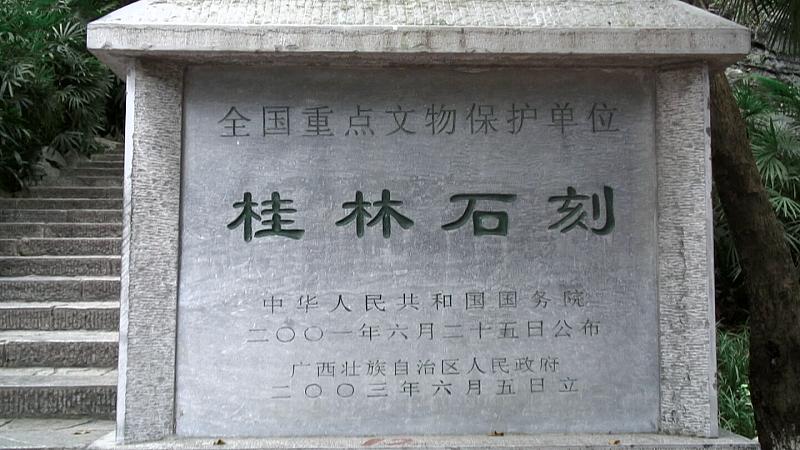 全国重点文物保护单位
桂林石刻
中华人民共和国国务院
二〇〇一年六月二十五日公布
广西壮族自治区人民政府
二〇〇三年六月五日立